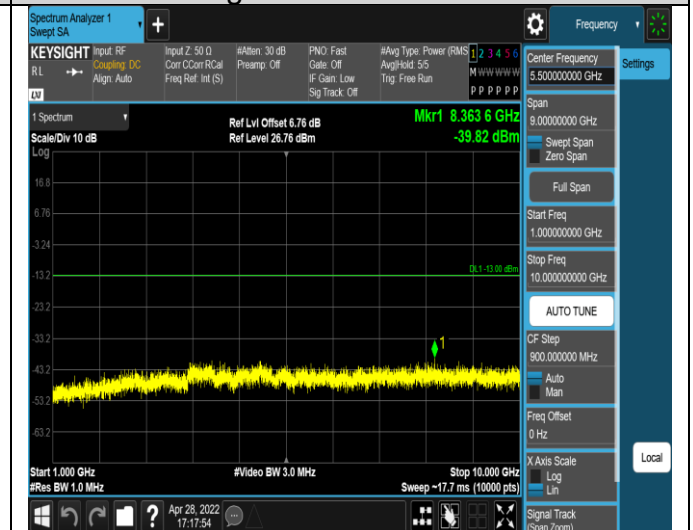 Spectrum Analyzer 1
Swept SA
+
Frequency
KEYSIGHT
RL
LXI
Input: RF
Coupling: DC
Align: Auto
Input Z: 50 Ω
Corr CCorr RCal
Freq Ref: Int (S)
#Atten: 30 dB
Preamp: Off
PNO: Fast
Gate: Off
IF Gain: Low
Sig Track: Off
#Avg Type: Power (RMS
Avg|Hold: 5/5
Trig: Free Run
1 2 3 4 5 6
M W W W W W
P P P P P P
Center Frequency
5.500000000 GHz
Settings
Span
9.00000000 GHz
Swept Span
Zero Span
Full Span
Start Freq
1.000000000 GHz
Stop Freq
10.000000000 GHz
AUTO TUNE
CF Step
900.000000 MHz
Auto
Man
Freq Offset
0 Hz
X Axis Scale
Log
Lin
Local
Signal Track
(Span Zoom)
1 Spectrum
Scale/Div 10 dB
Log
Ref Lvl Offset 6.76 dB
Ref Level 26.76 dBm
Mkr1 8.363 6 GHz
-39.82 dBm
16.8
6.76
-3.24
-13.2
DL1 -13.00 dBm
-23.2
-33.2
1
-43.2
-53.2
-63.2
Start 1.000 GHz
#Res BW 1.0 MHz
#Video BW 3.0 MHz
Stop 10.000 GHz
Sweep ~17.7 ms (10000 pts)
?
Apr 28, 2022
17:17:54